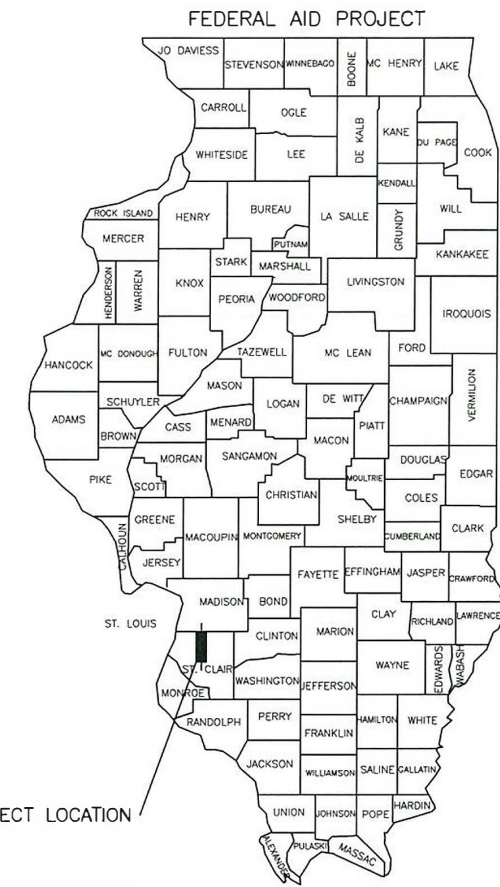 FEDERAL AID PROJECT
JO DAVIESS
STEVENSON
WINNEBAGO
BOONE
MC HENRY
LAKE
CARROLL
OGLE
DE KALB
KANE
DU PAGE
COOK
WHITESIDE
LEE
KENDALL
ROCK ISLAND
HENRY
BUREAU
LA SALLE
GRUNDY
WILL
MERCER
PUTNAM
KANKAKEE
HENDERSON
WARREN
KNOX
STARK
MARSHALL
LIVINGSTON
PEORIA
WOODFORD
IROQUOIS
HANCOCK
MC DONOUGH
FULTON
TAZEWELL
MC LEAN
FORD
MASON
SCHUYLER
LOGAN
DE WITT
CHAMPAIGN
VERMILION
ADAMS
BROWN
CASS
MENARD
MACON
PIATT
MORGAN
SANGAMON
DOUGLAS
EDGAR
PIKE
SCOTT
CHRISTIAN
MOULTRIE
COLES
GREENE
SHELBY
CALHOUN
MACOUPIN
MONTGOMERY
CUMBERLAND
CLARK
JERSEY
FAYETTE
EFFINGHAM
JASPER
CRAWFORD
MADISON
BOND
CLAY
RICHLAND
LAWRENCE
ST. LOUIS
CLINTON
MARION
ST. CLAIR
WAYNE
EDWARDS
WABASH
WASHINGTON
JEFFERSON
MONROE
RANDOLPH
PERRY
HAMILTON
WHITE
FRANKLIN
JACKSON
WILLIAMSON
SALINE
GALLATIN
ECT LOCATION
UNION
JOHNSON
POPE
HARDIN
ALEXANDER
PULASKI
MASSAC